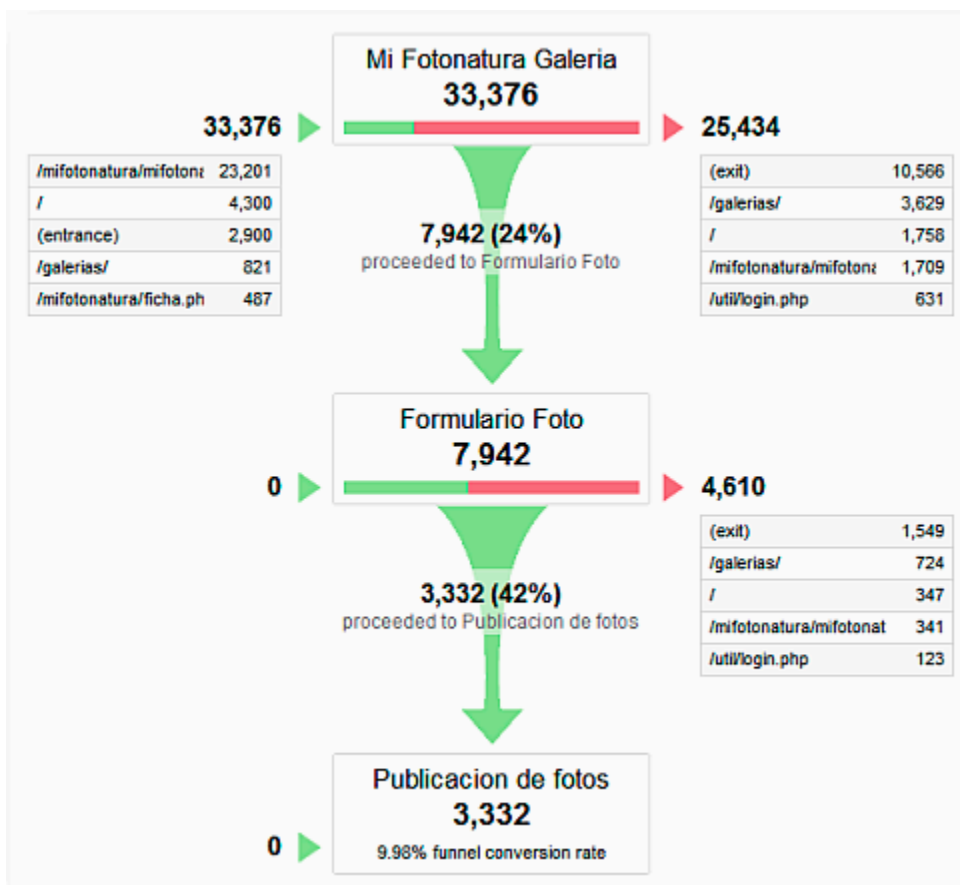 Mi Fotonatura Galeria
33,376
33,376
25,434
/mifotonatura/mifotona 23,201
/ 4,300
(entrance) 2,900
/galerias/ 821
/mifotonatura/ficha.ph 487
(exit) 10,566
/galerias/ 3,629
/ 1,758
/mifotonatura/mifotona 1,709
/util/login.php 631
7,942 (24%)
proceeded to Formulario Foto
Formulario Foto
7,942
0
4,610
(exit) 1,549
/galerias/ 724
/ 347
/mifotonatura/mifotonat 341
/util/login.php 123
3,332 (42%)
proceeded to Publicacion de fotos
Publicacion de fotos
3,332
0
9.98% funnel conversion rate